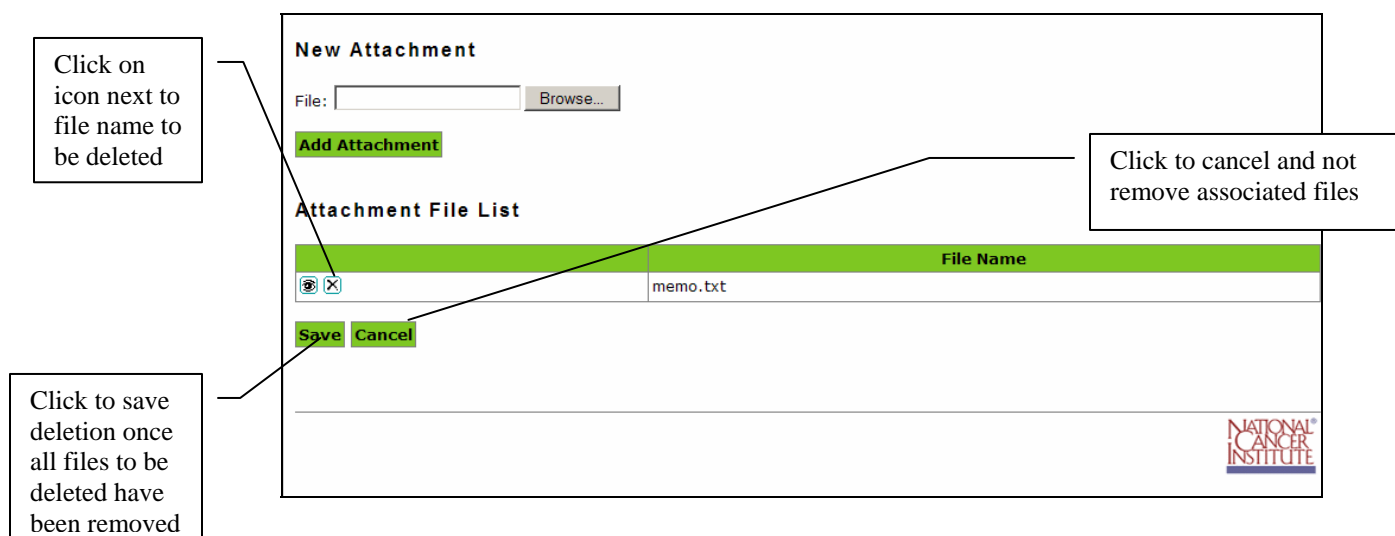 Click on
icon next to
file name to
be deleted
New Attachment
File:
Browse...
Add Attachment
Click to cancel and not
remove associated files
Attachment File List
File Name
memo.txt
Save Cancel
Click to save
deletion once
all files to be
deleted have
been removed
NATIONAL®
CANCER
INSTITUTE